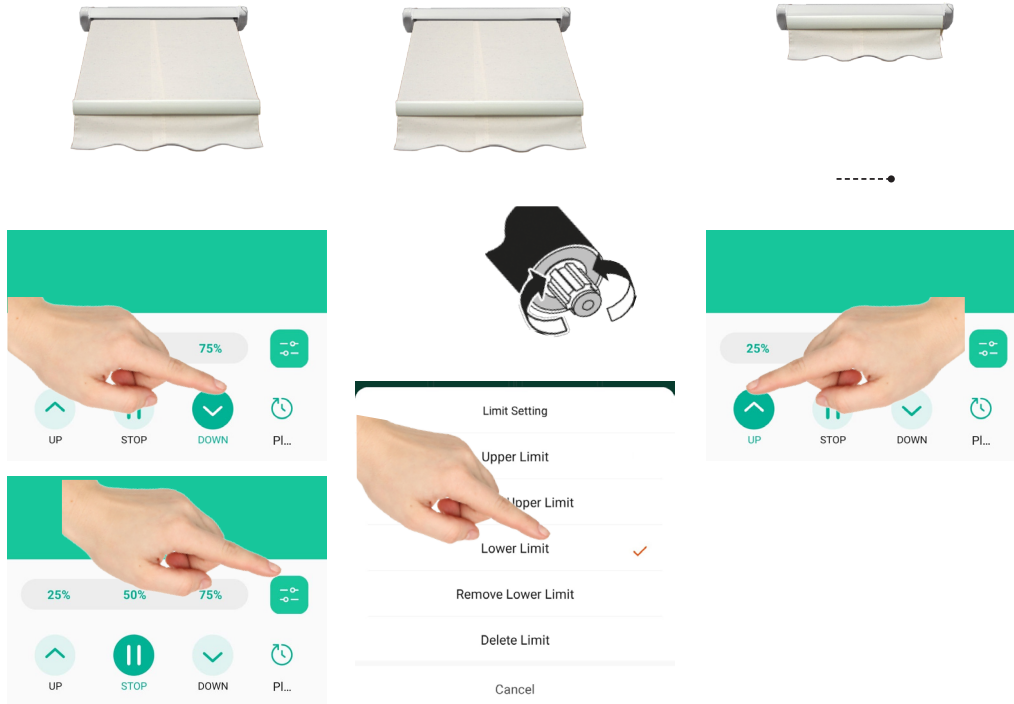 75%
UP
STOP
DOWN
Pl...
25%
50%
75%
UP
STOP
DOWN
Pl...
Limit Setting
Upper Limit
Upper Limit
Lower Limit
Remove Lower Limit
Delete Limit
Cancel
25%
UP
STOP
DOWN
Pl...